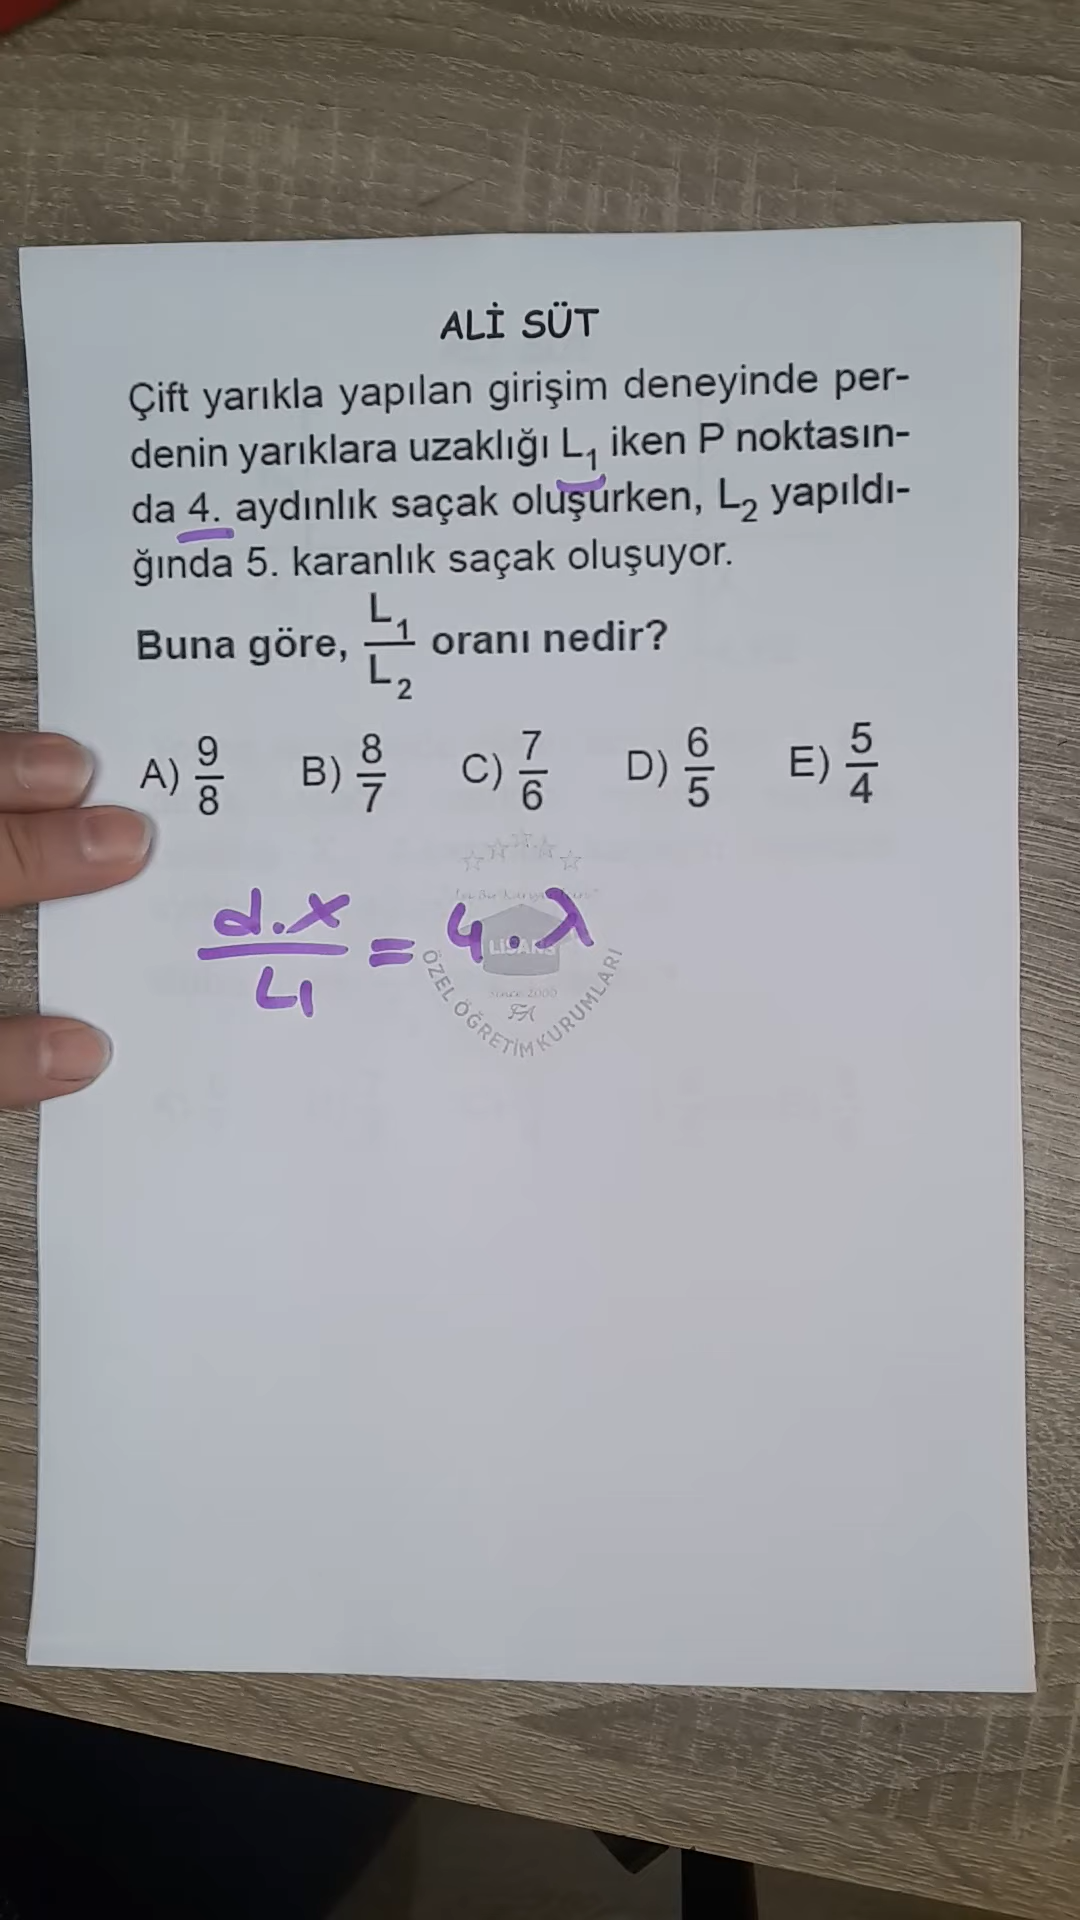 ALİ SÜT
Çift yarıkla yapılan girişim deneyinde per-
denin yarıklara uzaklığı L₁ iken P noktasın-
da 4. aydınlık saçak oluşurken, L₂ yapıldı-
ğında 5. karanlık saçak oluşuyor.
Buna göre, L₁/L₂ oranı nedir?
A) 9/8 B) 8/7 C) 7/6 D) 6/5 E) 5/4
d.x/L1 = 4.λ
LİSANS
Since 2000
ÖZEL ÖĞRETİM KURUMLARI